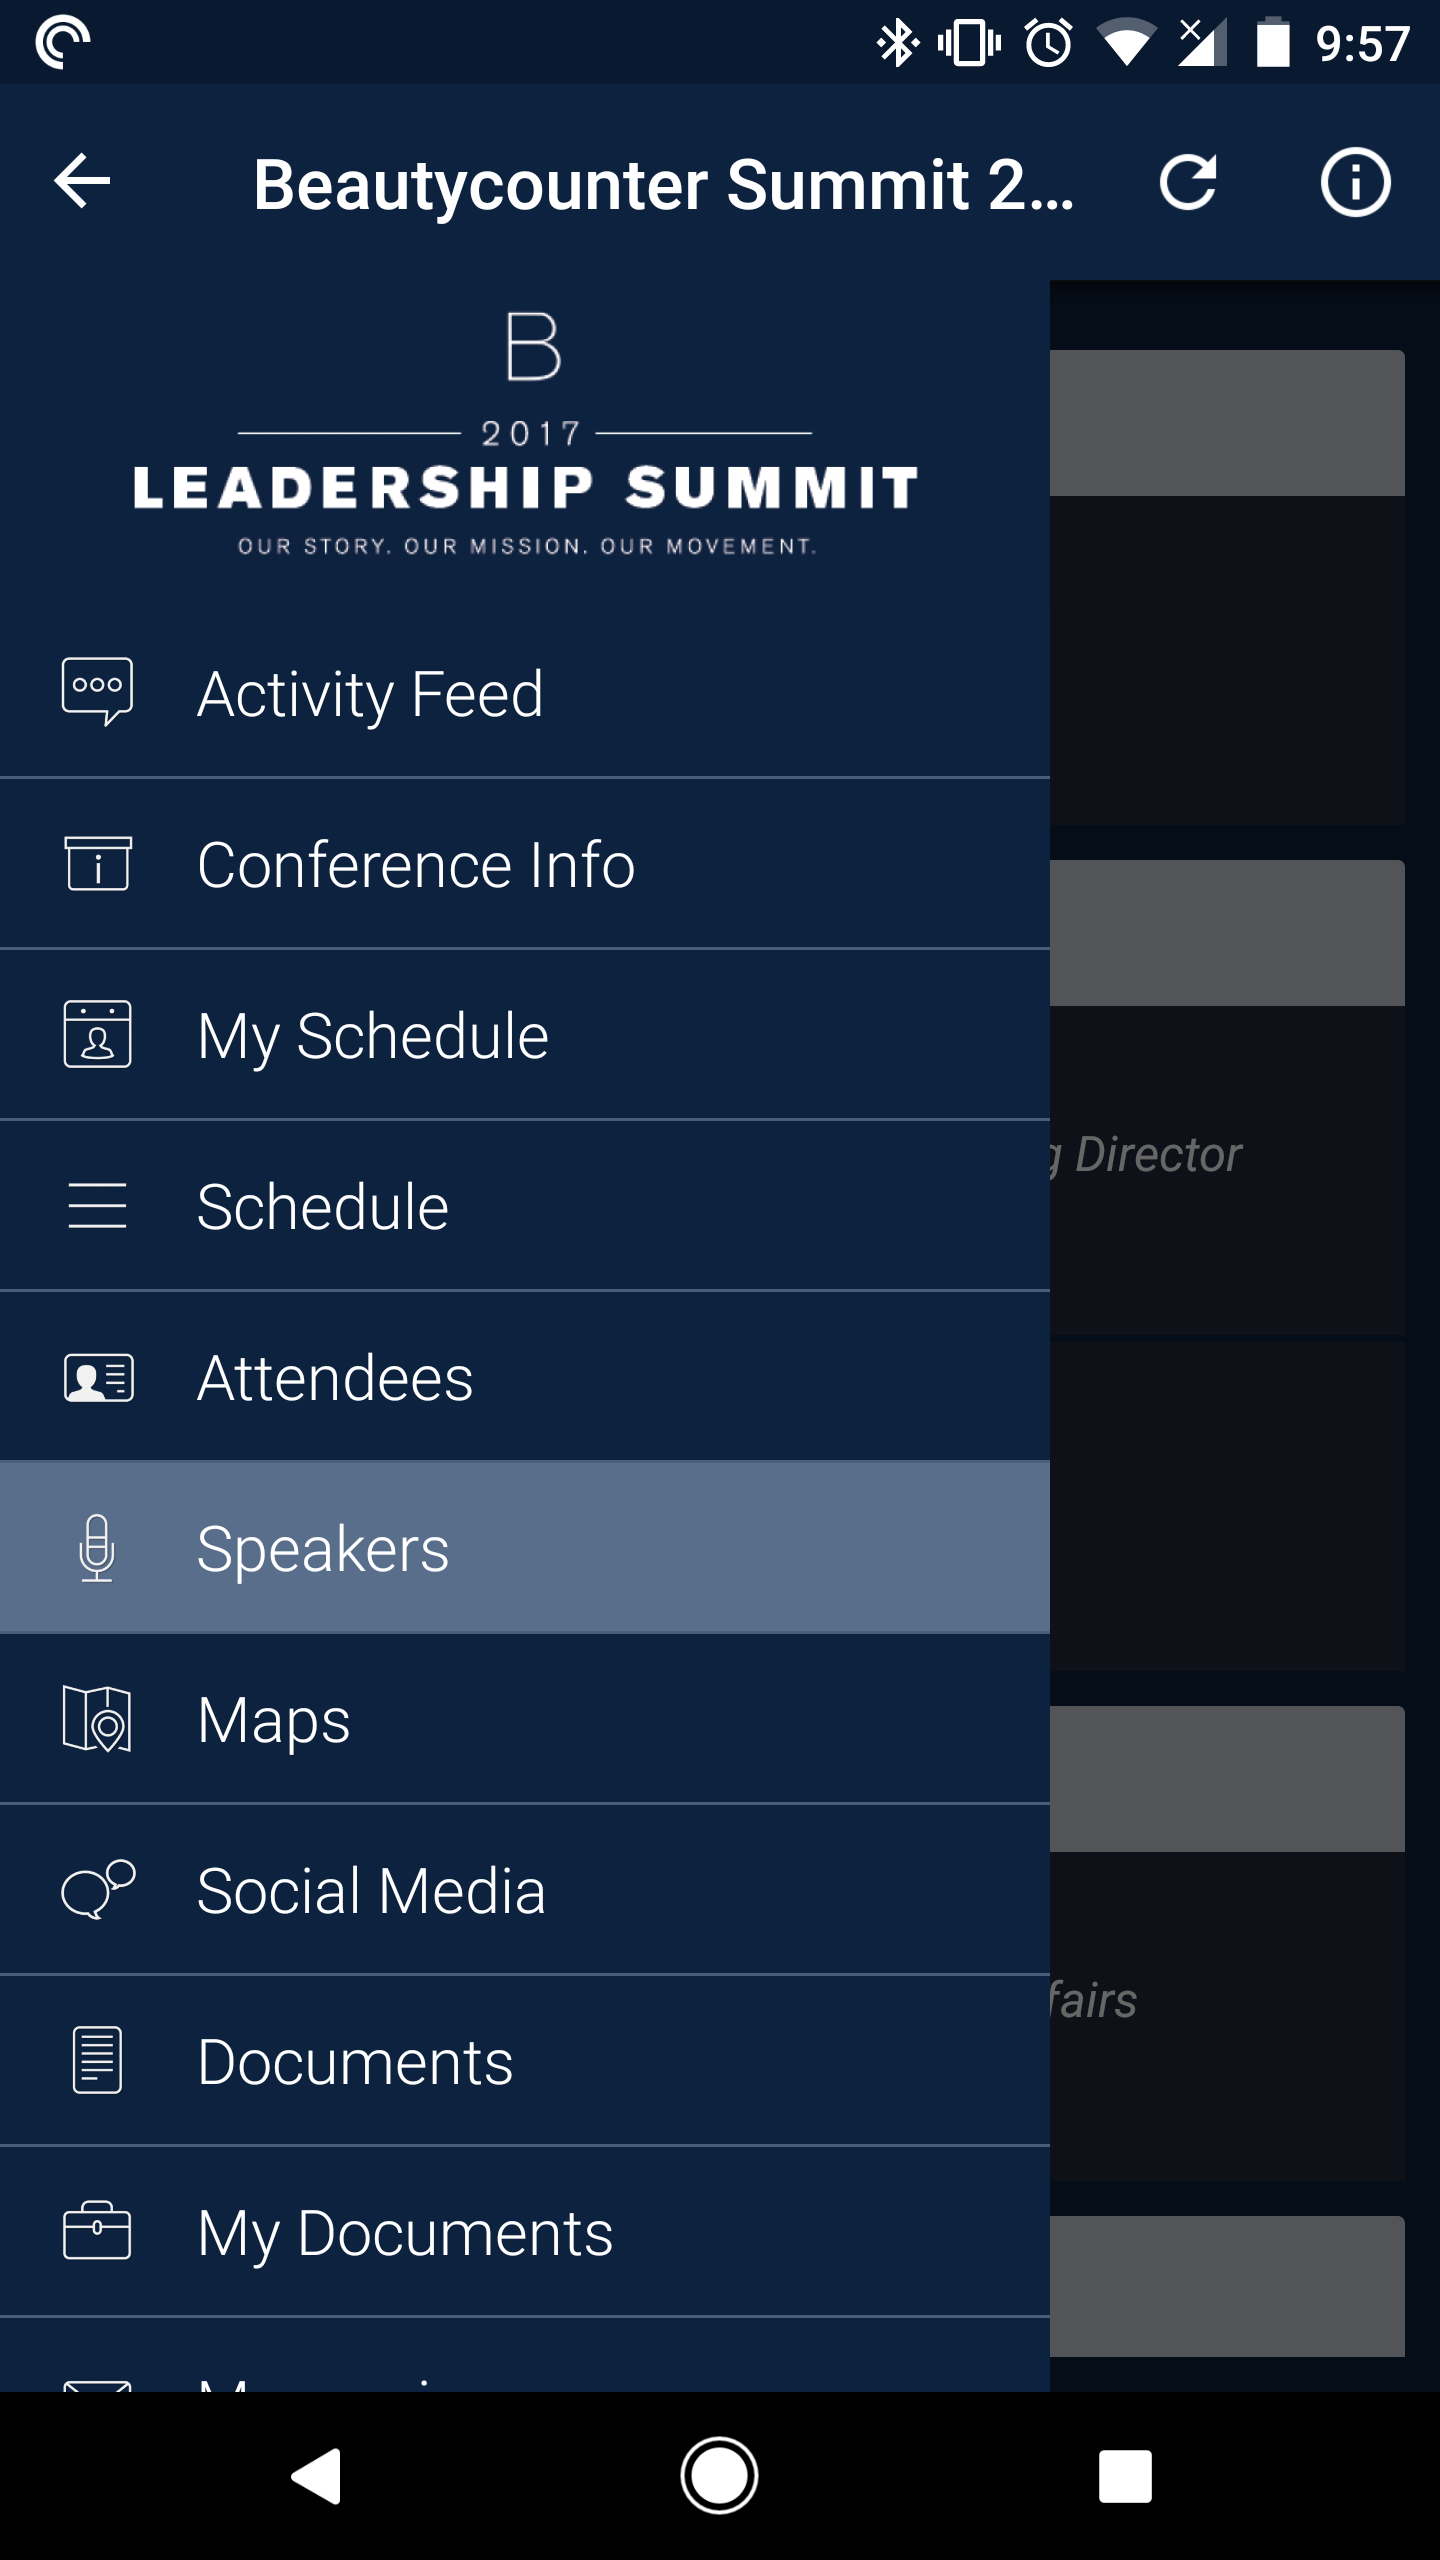 9:57
Beautycounter Summit 2...
B
2017
LEADERSHIP SUMMIT
OUR STORY. OUR MISSION. OUR MOVEMENT.
Activity Feed
Conference Info
My Schedule
Schedule
g Director
Attendees
Speakers
Maps
Social Media
fairs
Documents
My Documents